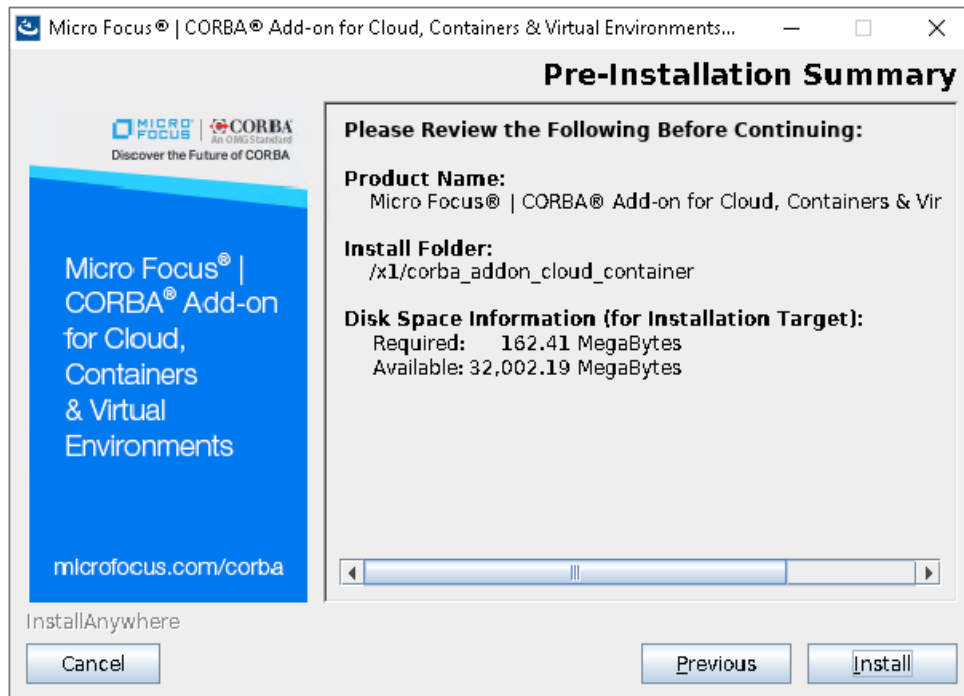 Micro Focus® | CORBA® Add-on for Cloud, Containers & Virtual Environments...
Pre-Installation Summary
MICRO FOCUS | CORBA
An OMG Standard
Discover the Future of CORBA
Micro Focus® |
CORBA® Add-on
for Cloud,
Containers
& Virtual
Environments
microfocus.com/corba
Please Review the Following Before Continuing:
Product Name:
Micro Focus® | CORBA® Add-on for Cloud, Containers & Vir
Install Folder:
/x1/corba_addon_cloud_container
Disk Space Information (for Installation Target):
Required: 162.41 MegaBytes
Available: 32,002.19 MegaBytes
InstallAnywhere
Cancel
Previous
Install